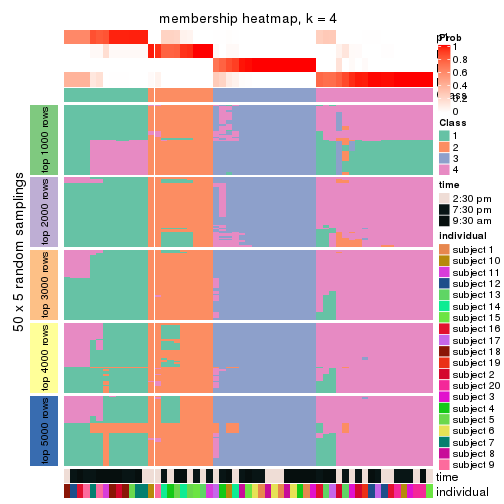 membership heatmap, k = 4
50 x 5 random samplings
top 1000 rows
top 2000 rows
top 3000 rows
top 4000 rows
top 5000 rows
Prob
1
0.8
0.6
0.4
0.2
0
Class
1
2
3
4
time
2:30 pm
7:30 pm
9:30 am
individual
subject 1
subject 10
subject 11
subject 12
subject 13
subject 14
subject 15
subject 16
subject 17
subject 18
subject 19
subject 2
subject 20
subject 3
subject 4
subject 5
subject 6
subject 7
subject 8
subject 9
time
individual